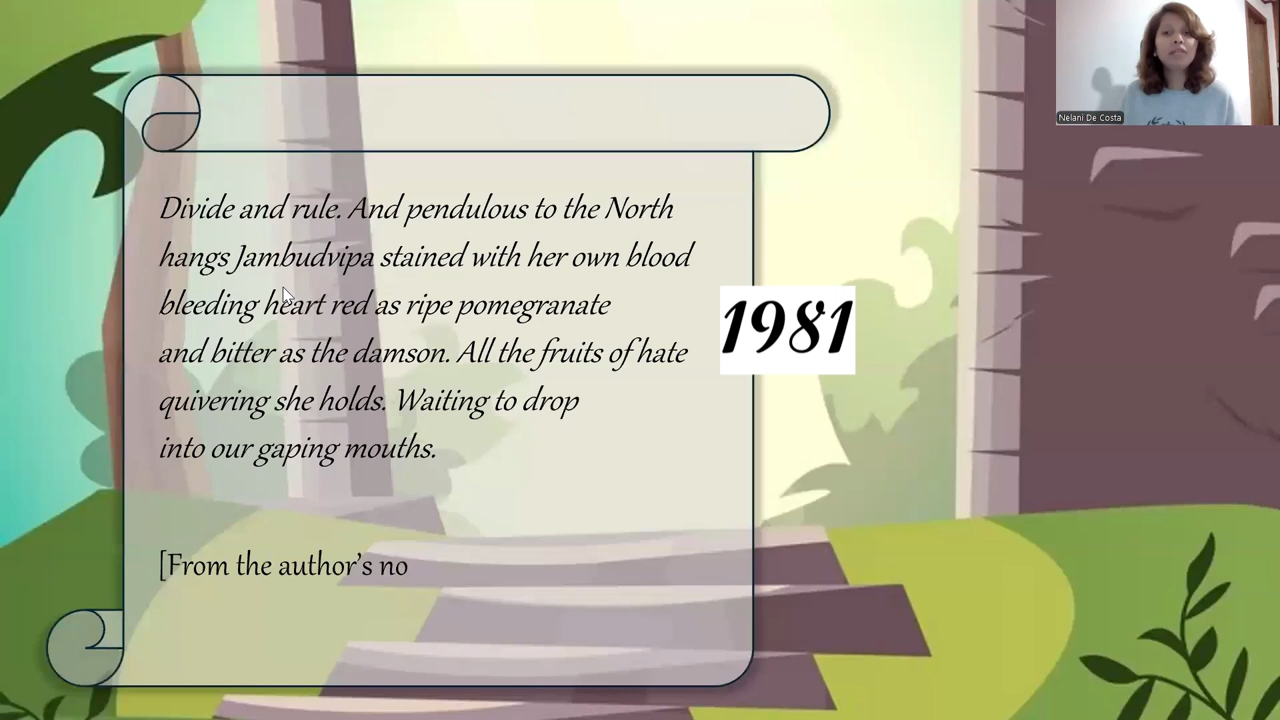 Nelani De Costa
Divide and rule. And pendulous to the North
hangs Jambudvipa stained with her own blood
bleeding heart red as ripe pomegranate
and bitter as the damson. All the fruits of hate
quivering she holds. Waiting to drop
into our gaping mouths.
1981
[From the author’s no